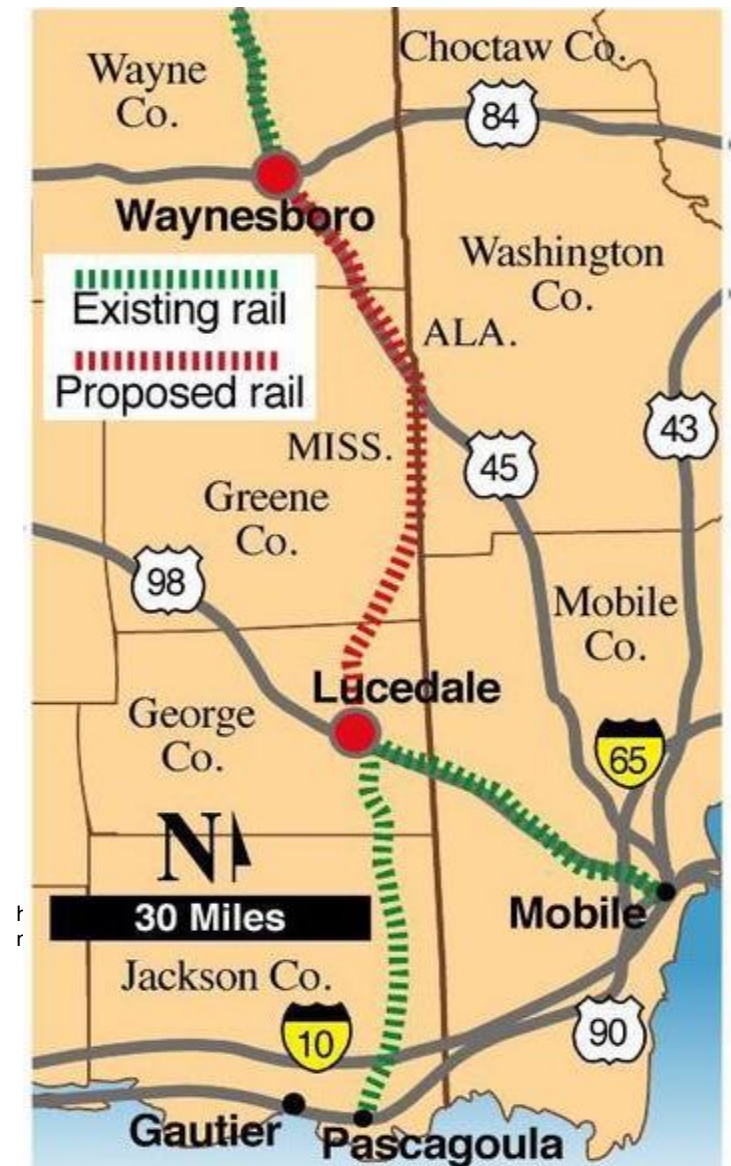 Wayne
Co.
Choctaw Co.
84
Waynesboro
Washington
Co.
Existing rail
Proposed rail
ALA.
MISS.
43
45
Greene
Co.
98
Mobile
Co.
Lucedale
George
Co.
65
N
30 Miles
Mobile
Jackson Co.
10
90
Gautier
Pascagoula